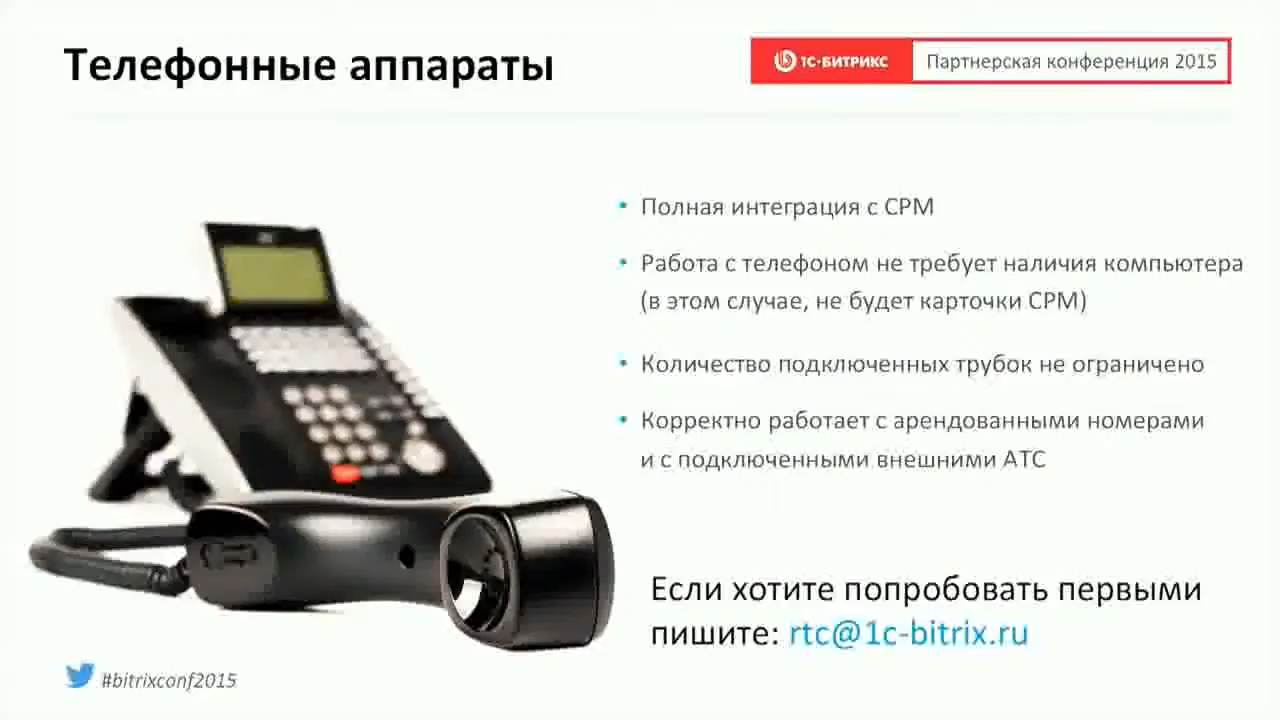 Телефонные аппараты
1С-БИТРИКС
Партнерская конференция 2015
• Полная интеграция с СРМ
• Работа с телефоном не требует наличия компьютера
(в этом случае, не будет карточки СРМ)
• Количество подключенных трубок не ограничено
• Корректно работает с арендованными номерами
и с подключенными внешними АТС
Если хотите попробовать первыми
пишите: rtc@1c-bitrix.ru
#bitrixconf2015